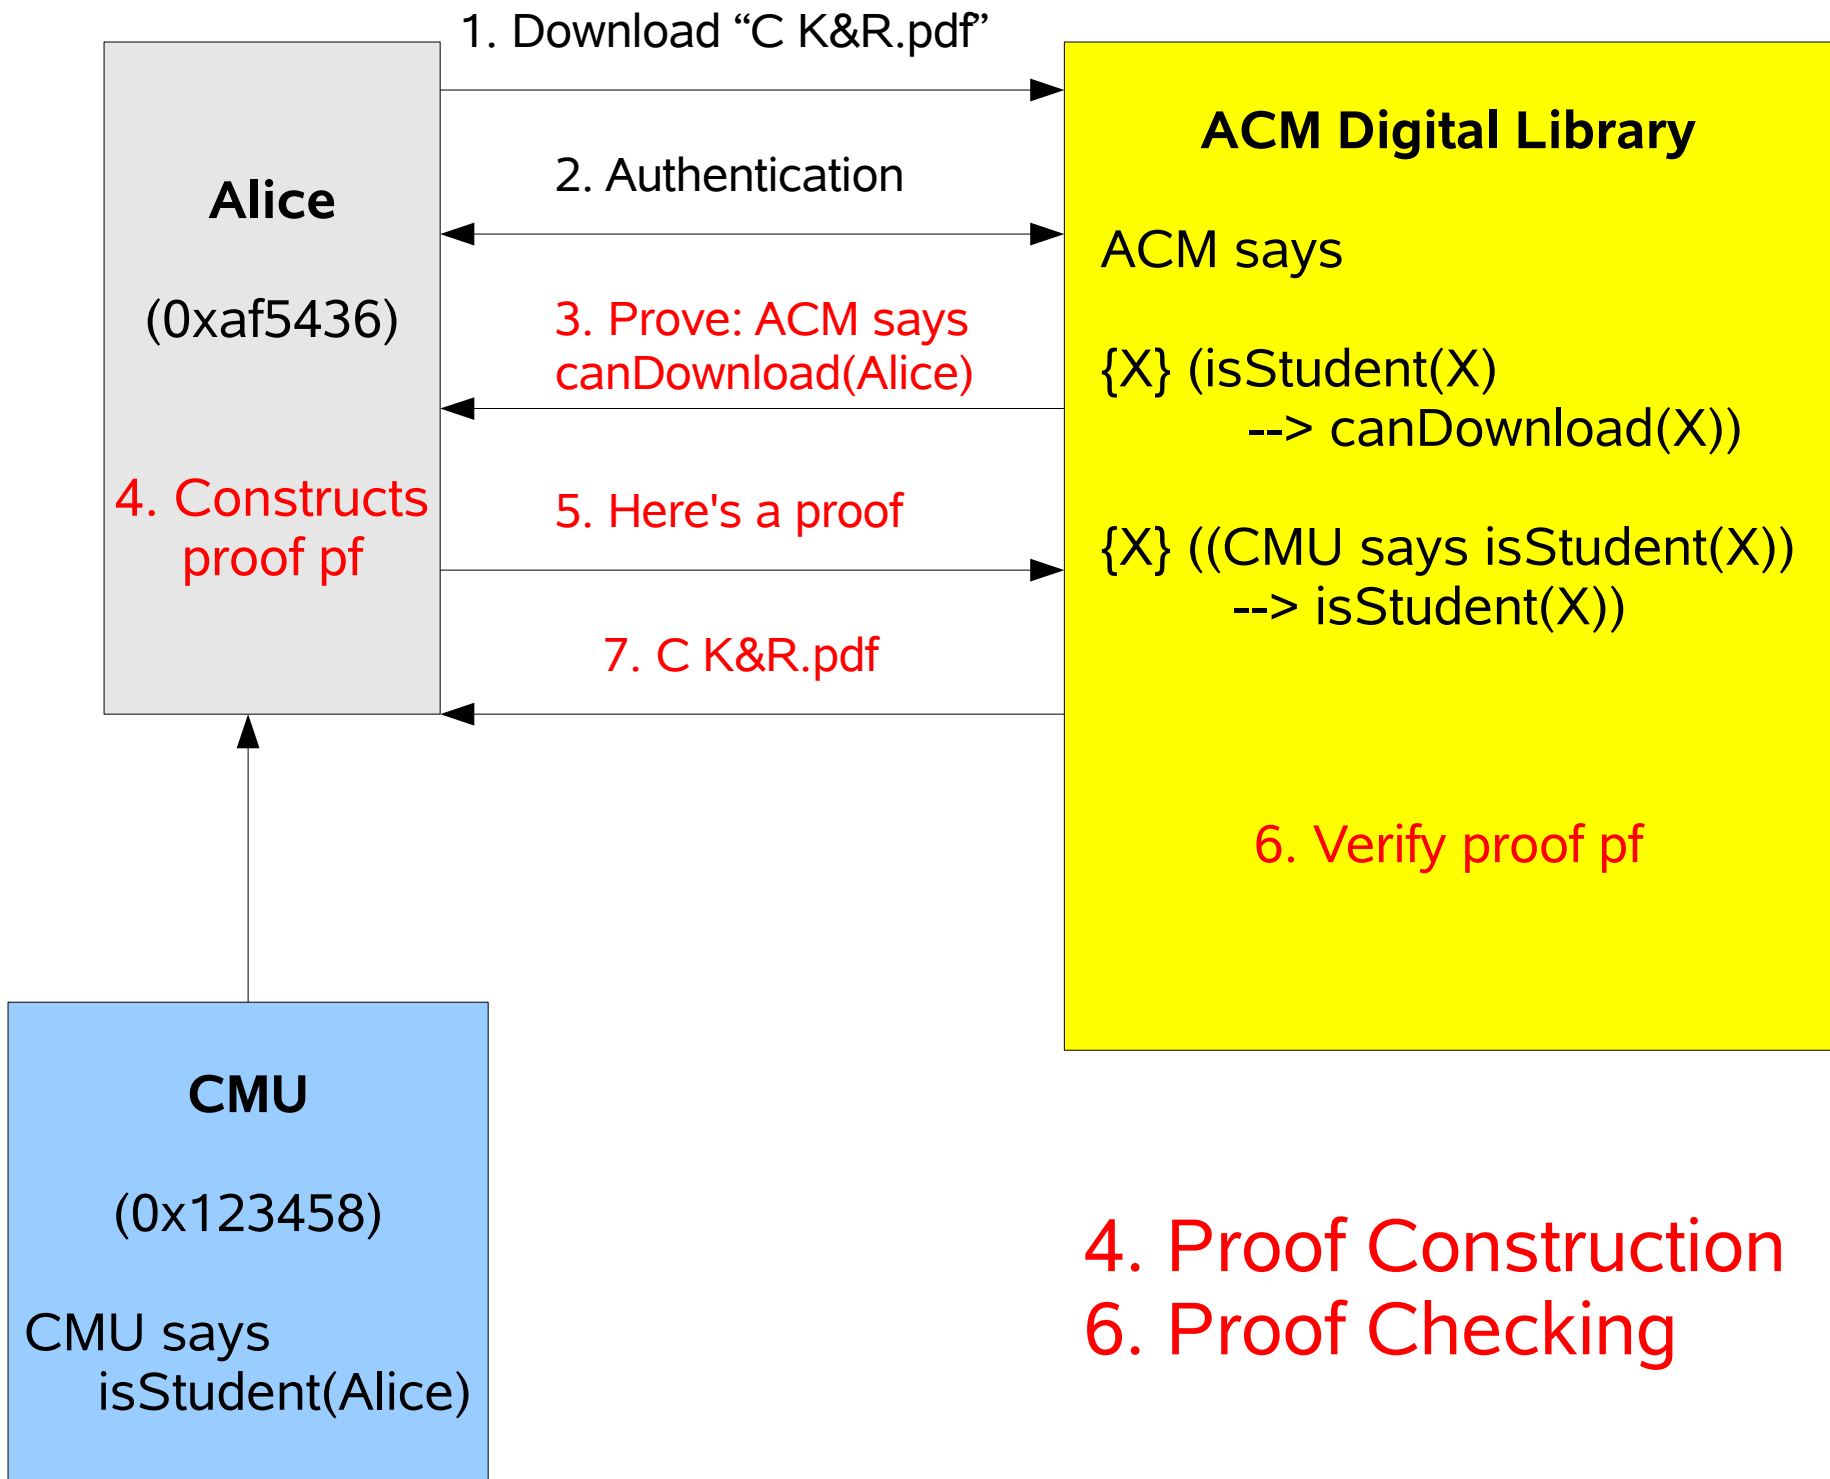 1. Download “C K&R.pdf”
Alice
(0xaf5436)
4. Constructs
proof pf
2. Authentication
3. Prove: ACM says
canDownload(Alice)
5. Here's a proof
7. C K&R.pdf
ACM Digital Library
ACM says
{X} (isStudent(X)
--> canDownload(X))
{X} ((CMU says isStudent(X))
--> isStudent(X))
6. Verify proof pf
CMU
(0x123458)
CMU says
isStudent(Alice)
4. Proof Construction
6. Proof Checking